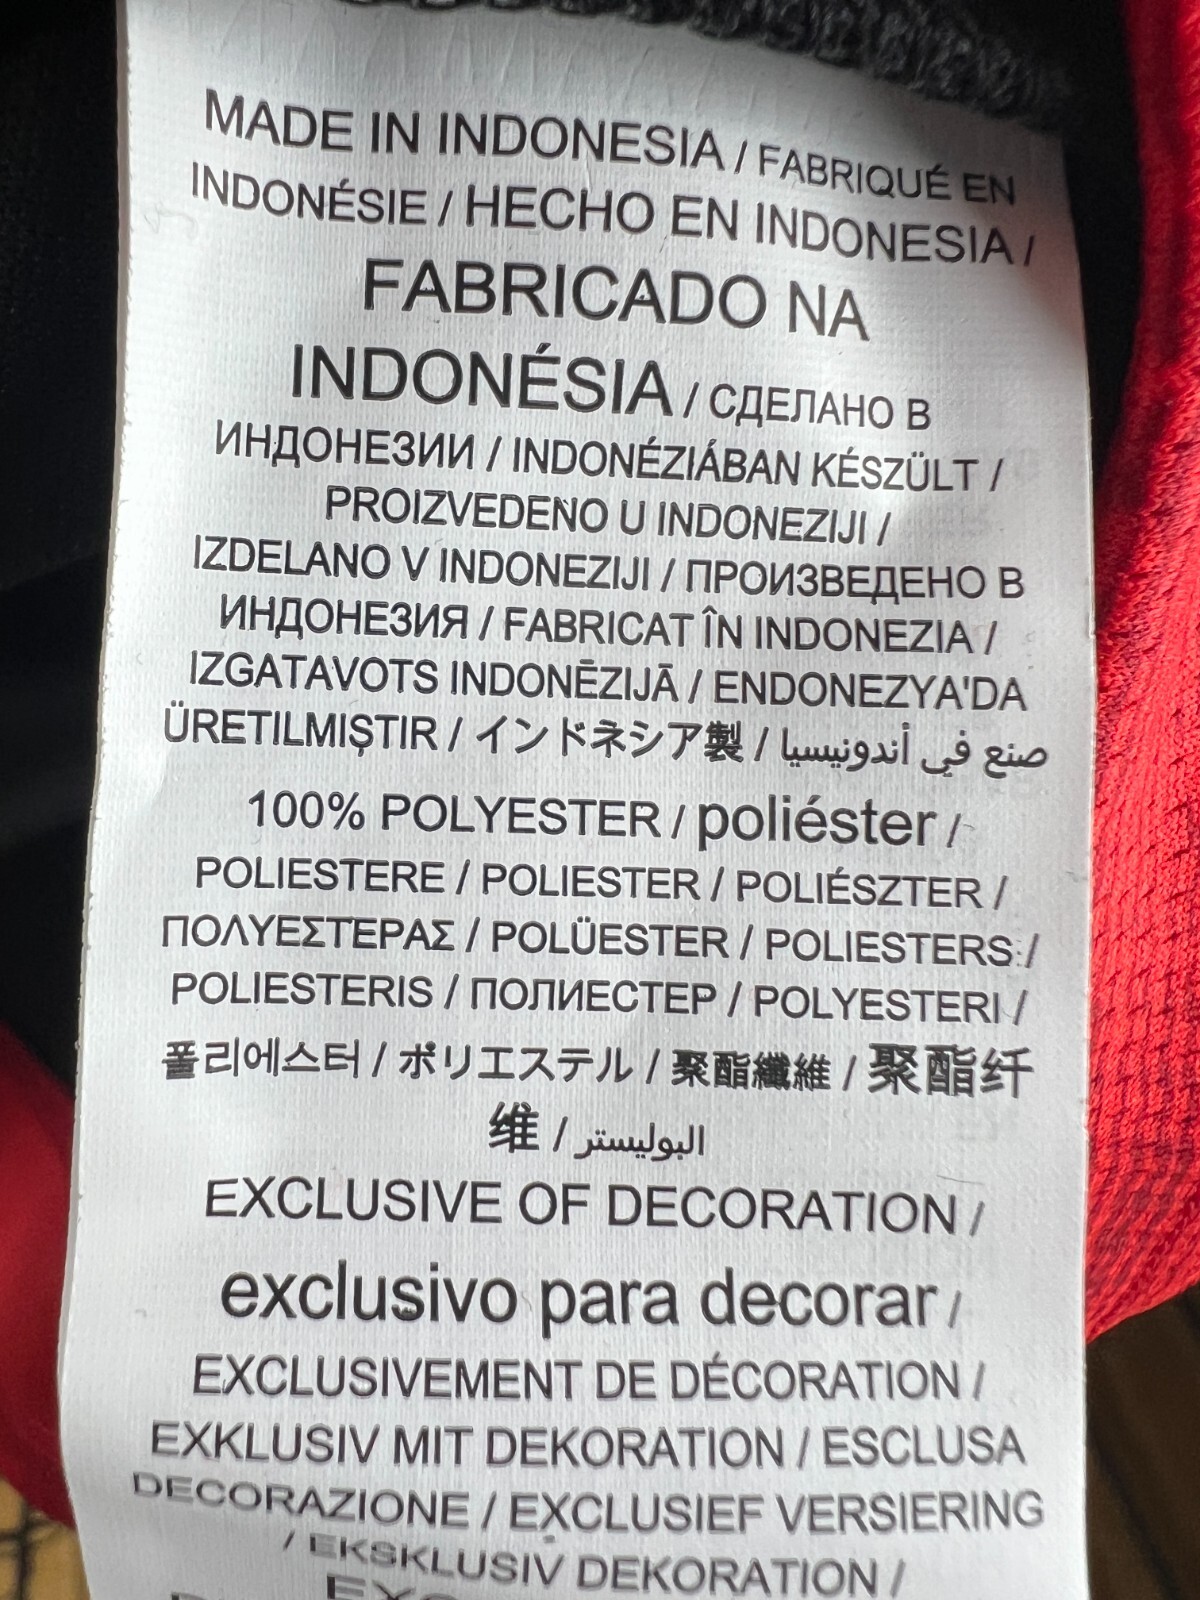 MADE IN INDONESIA / FABRIQUÉ EN
INDONÉSIE / HECHO EN INDONESIA /
FABRICADO NA
INDONÉSIA / СДЕЛАНО В
ИНДОНЕЗИИ / INDONÉZIÁBAN KÉSZÜLT /
PROIZVEDENO U INDONEZIJI /
IZDELANO V INDONEZIJI / ПРОИЗВЕДЕНО В
ИНДОНЕЗИЯ / FABRICAT ÎN INDONEZIA /
IZGATAVOTS INDONĒZIJĀ / ENDONEZYA'DA
ÜRETILMIŞTIR / インドネシア製 / صنع في أندونيسيا
100% POLYESTER / poliéster /
POLIESTERE / POLIESTER / POLIÉSZTER /
ΠΟΛΥΕΣΤΕΡΑΣ / POLÜESTER / POLIESTERS /
POLIESTERIS / ПОЛИЕСТЕР / POLYESTERI /
폴리에스터 / ポリエステル / 聚酯纖維 / 聚酯纤
维 / البوليستر
EXCLUSIVE OF DECORATION /
exclusivo para decorar /
EXCLUSIVEMENT DE DÉCORATION /
EXKLUSIV MIT DEKORATION / ESCLUSA
DECORAZIONE / EXCLUSIEF VERSIERING
/ EKSKLUSIV DEKORATION /